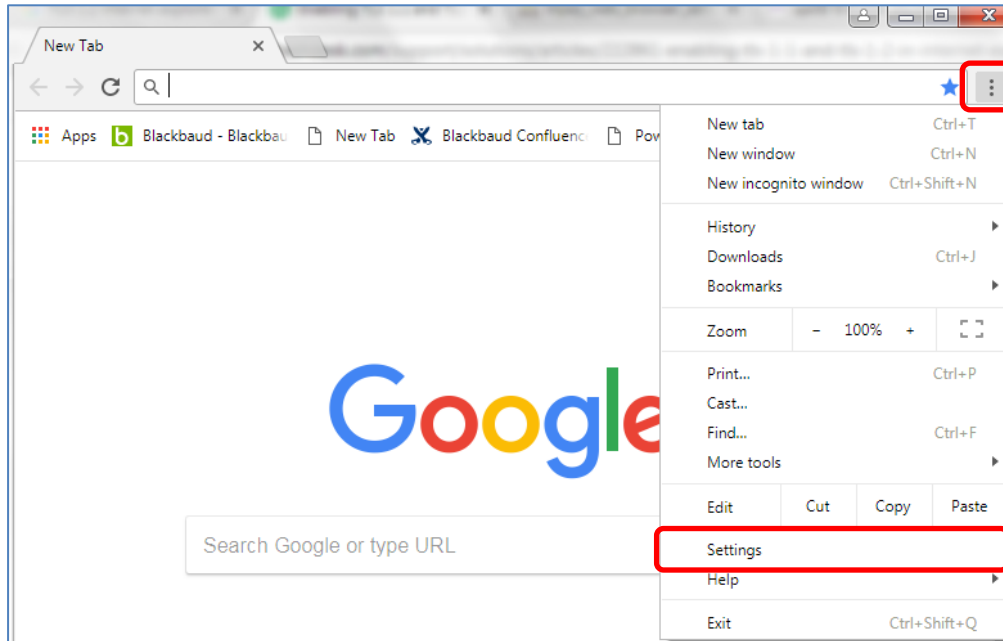 New Tab
Apps Blackbaud - Blackbau New Tab Blackbaud Confluenc Pow
New tab Ctrl+T
New window Ctrl+N
New incognito window Ctrl+Shift+N
History
Downloads Ctrl+J
Bookmarks
Zoom - 100% +
Print... Ctrl+P
Cast...
Find... Ctrl+F
More tools
Edit Cut Copy Paste
Settings
Help
Exit Ctrl+Shift+Q
Google
Search Google or type URL